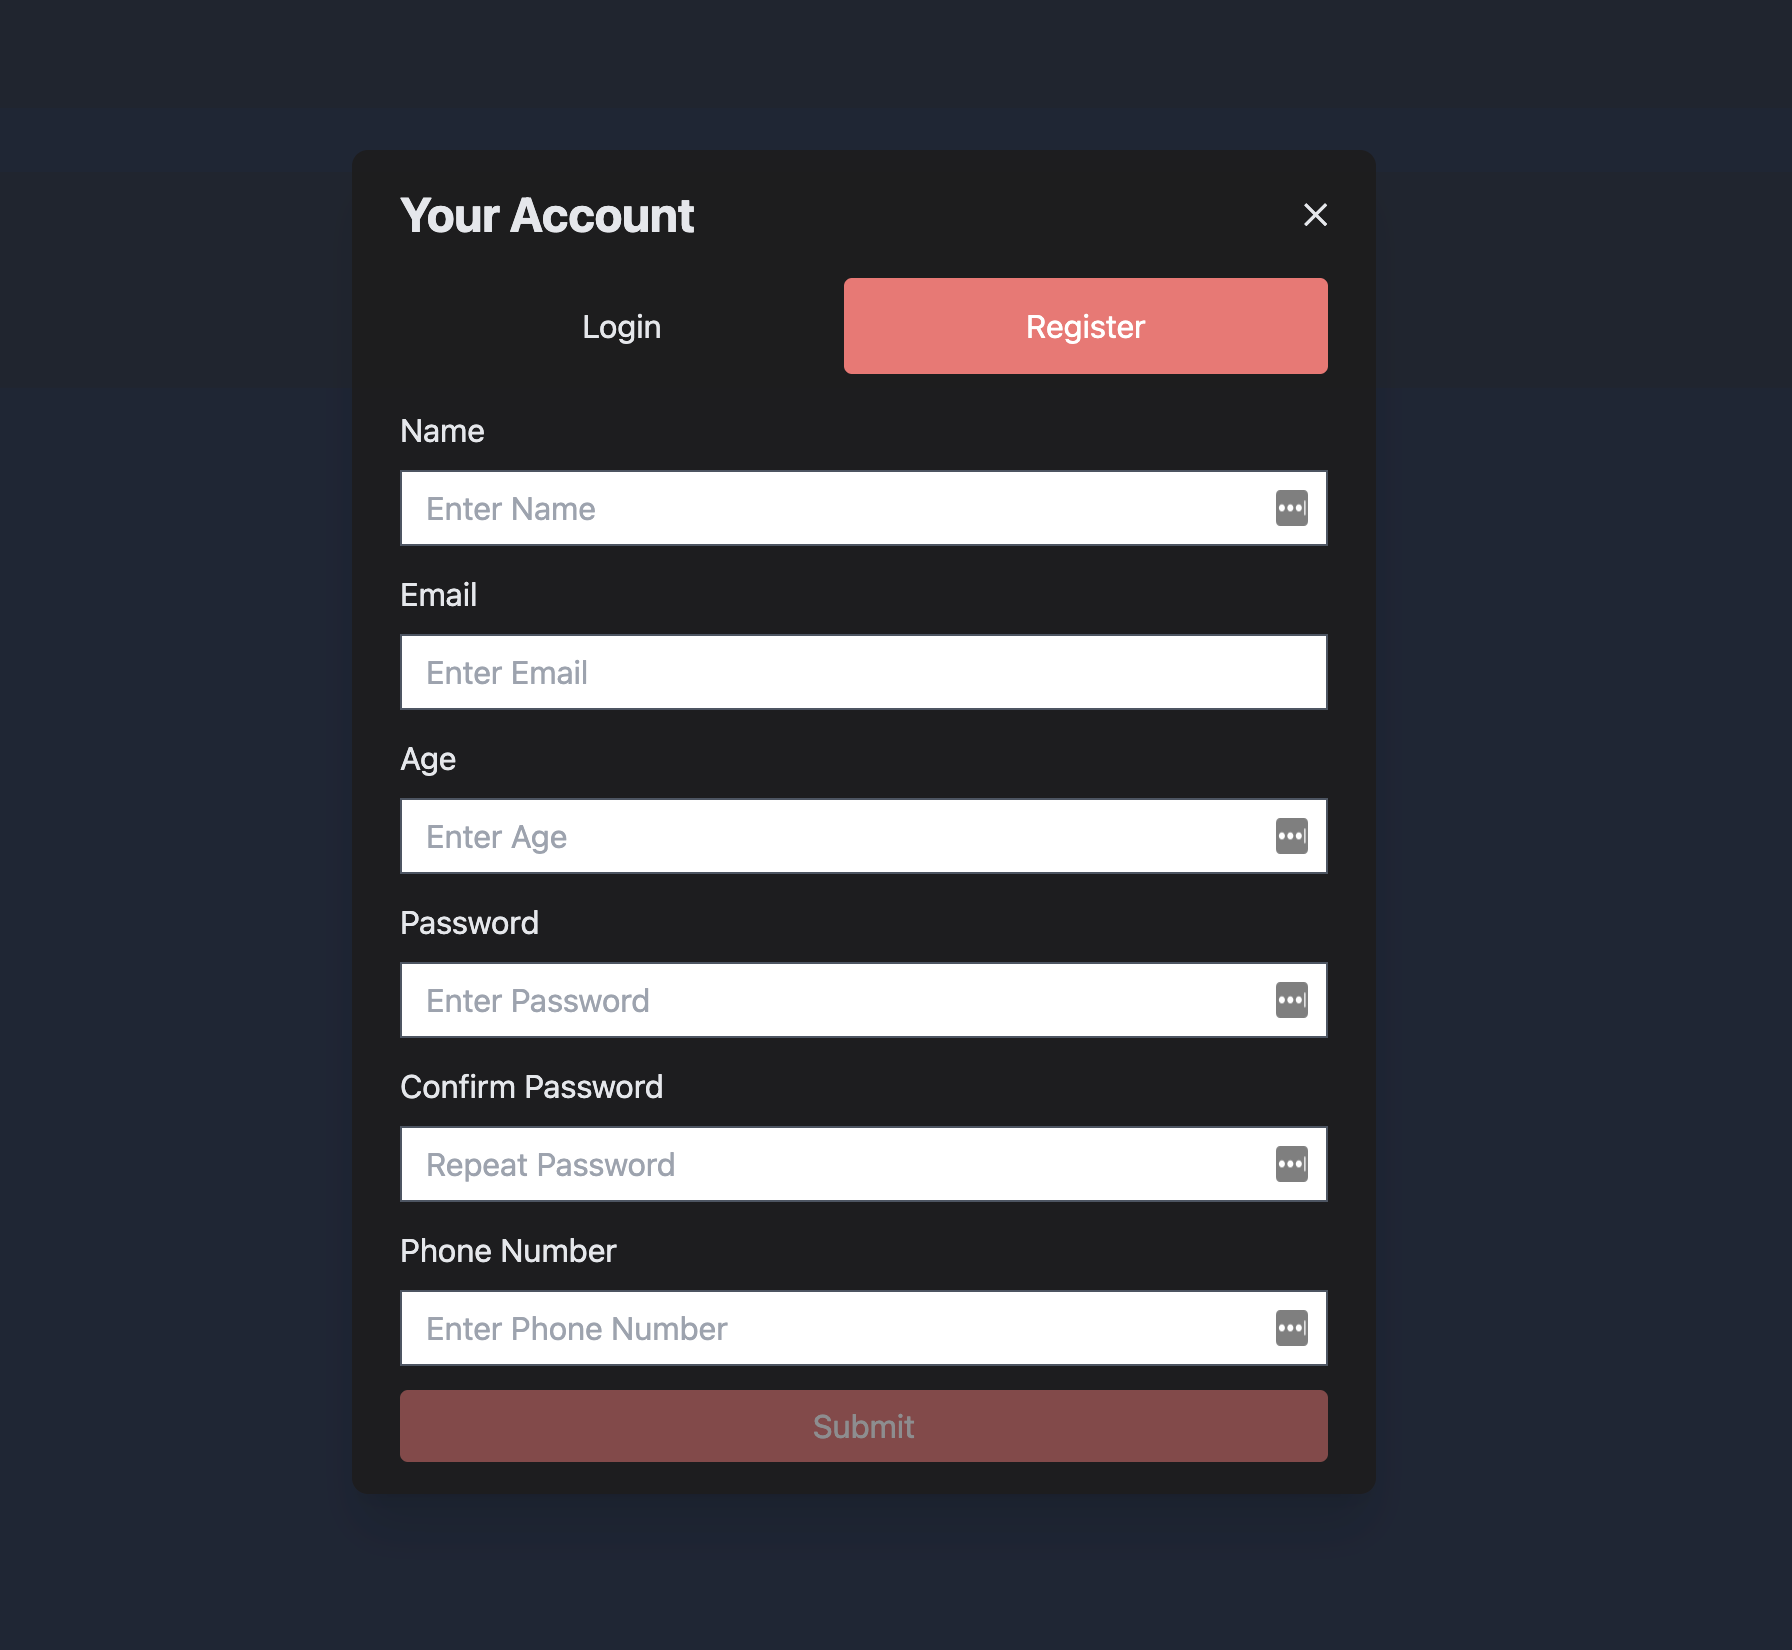 Your Account
Login
Register
Name
Enter Name
Email
Enter Email
Age
Enter Age
Password
Enter Password
Confirm Password
Repeat Password
Phone Number
Enter Phone Number
Submit